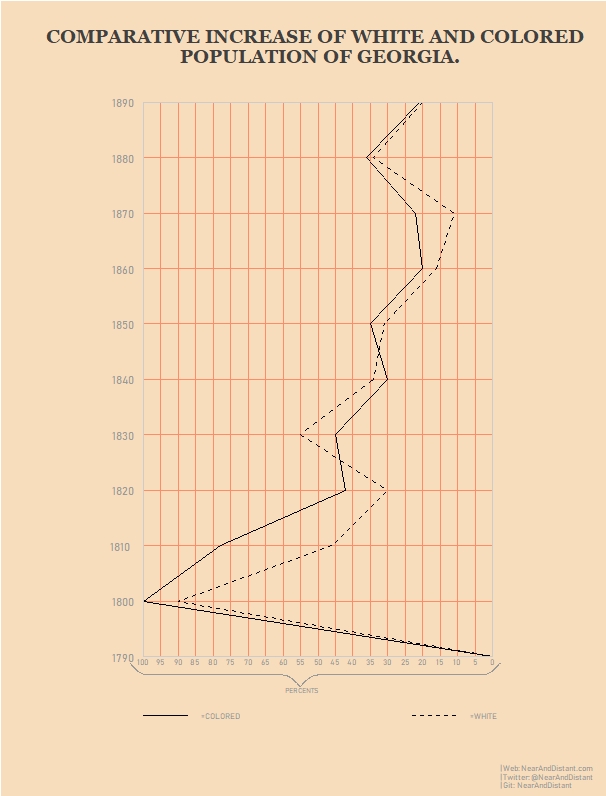 COMPARATIVE INCREASE OF WHITE AND COLORED
POPULATION OF GEORGIA.
1890
1880
1870
1860
1850
1840
1830
1820
1810
1800
1790
100 95 90 85 80 75 70 65 60 55 50 45 40 35 30 25 20 15 10 5 0
PERCENTS
=COLORED =WHITE
|Web: NearAndDistant.com
|Twitter: @NearAndDistant
|Git: NearAndDistant